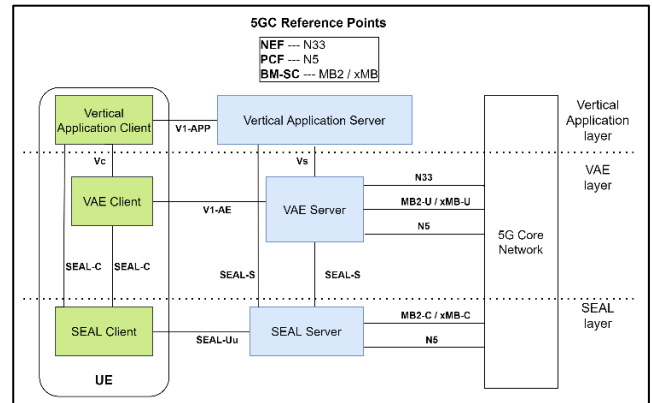 5GC Reference Points
NEF --- N33
PCF --- N5
BM-SC --- MB2 / xMB
Vertical
Application Client
V1-APP
Vertical Application Server
Vertical
Application
layer
Vc
Vs
VAE
layer
VAE Client
V1-AE
VAE Server
N33
MB2-U / xMB-U
N5
5G Core
Network
SEAL-C
SEAL-C
SEAL-S
SEAL-S
SEAL
layer
SEAL Client
SEAL-Uu
SEAL Server
MB2-C / xMB-C
N5
UE